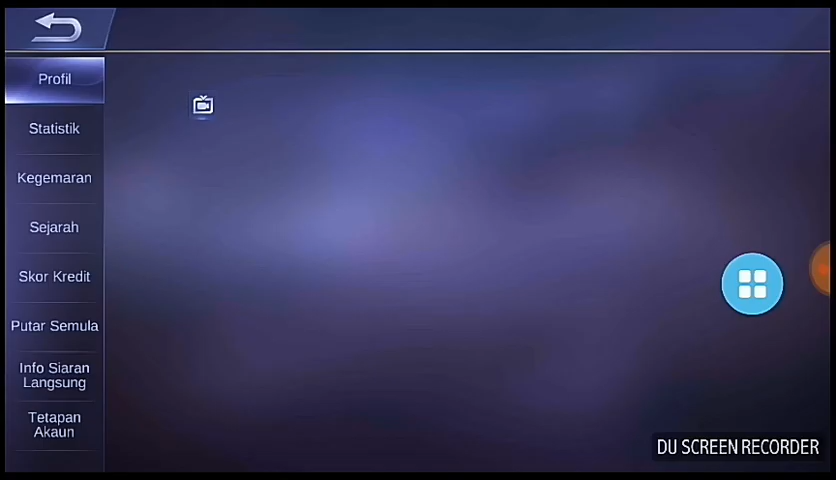 Profil
Statistik
Kegemaran
Sejarah
Skor Kredit
Putar Semula
Info Siaran
Langsung
Tetapan
Akaun
DU SCREEN RECORDER